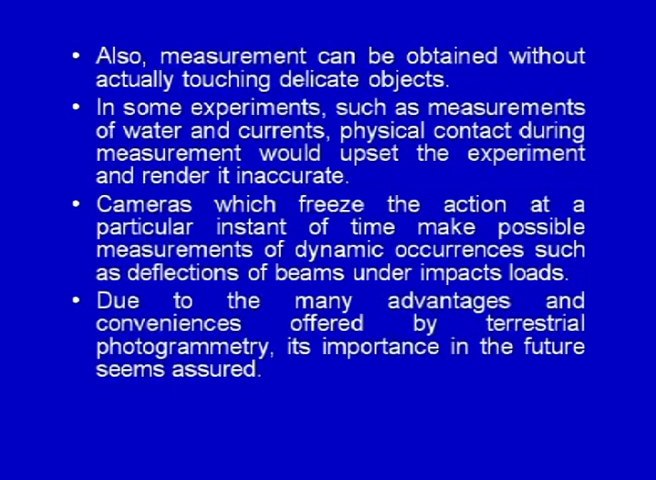 • Also, measurement can be obtained without
actually touching delicate objects.
• In some experiments, such as measurements
of water and currents, physical contact during
measurement would upset the experiment
and render it inaccurate.
• Cameras which freeze the action at a
particular instant of time make possible
measurements of dynamic occurrences such
as deflections of beams under impacts loads.
• Due to the many advantages and
conveniences offered by terrestrial
photogrammetry, its importance in the future
seems assured.